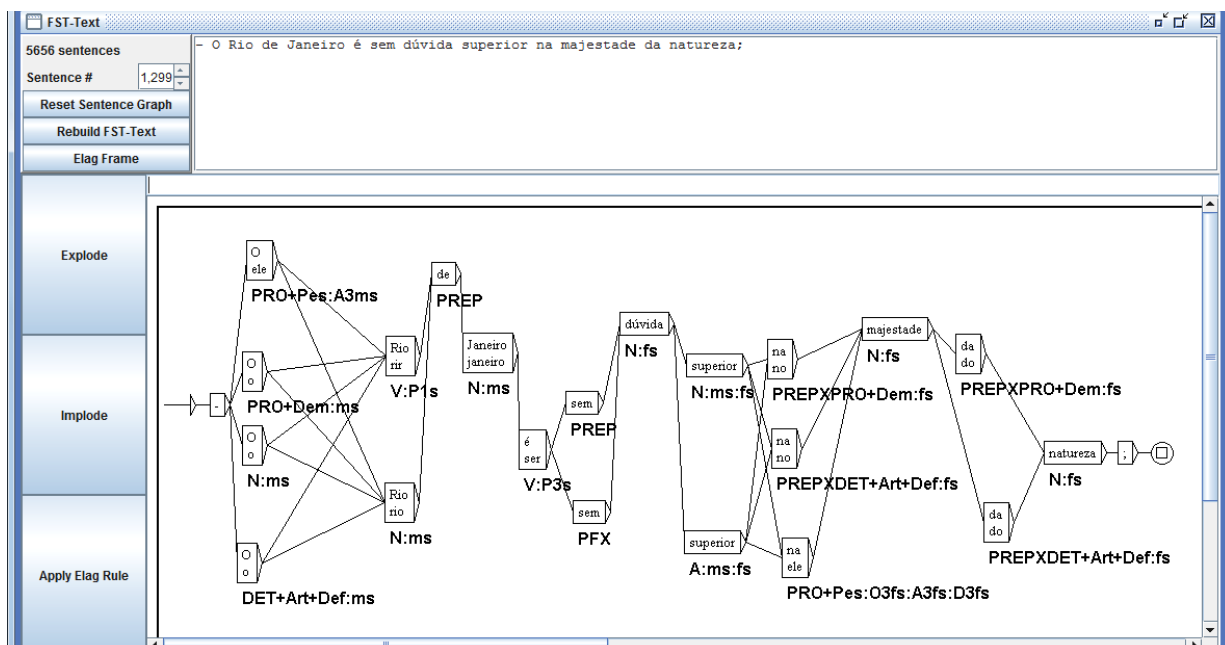 FST-Text
5656 sentences
Sentence # 1,299
Reset Sentence Graph
Rebuild FST-Text
Elag Frame
- O Rio de Janeiro é sem dúvida superior na majestade da natureza;
Explode
Implode
Apply Elag Rule
-
O
ele
PRO+Pes:A3ms
O
o
PRO+Dem:ms
O
o
N:ms
O
o
DET+Art+Def:ms
Rio
rir
V:P1s
Rio
rio
N:ms
de
PREP
Janeiro
janeiro
N:ms
é
ser
V:P3s
sem
PREP
sem
PFX
dúvida
N:fs
superior
N:ms:fs
superior
A:ms:fs
na
no
PREPXPRO+Dem:fs
na
no
PREPXDET+Art+Def:fs
na
ele
PRO+Pes:O3fs:A3fs:D3fs
majestade
N:fs
da
do
PREPXPRO+Dem:fs
da
do
PREPXDET+Art+Def:fs
natureza
N:fs
;